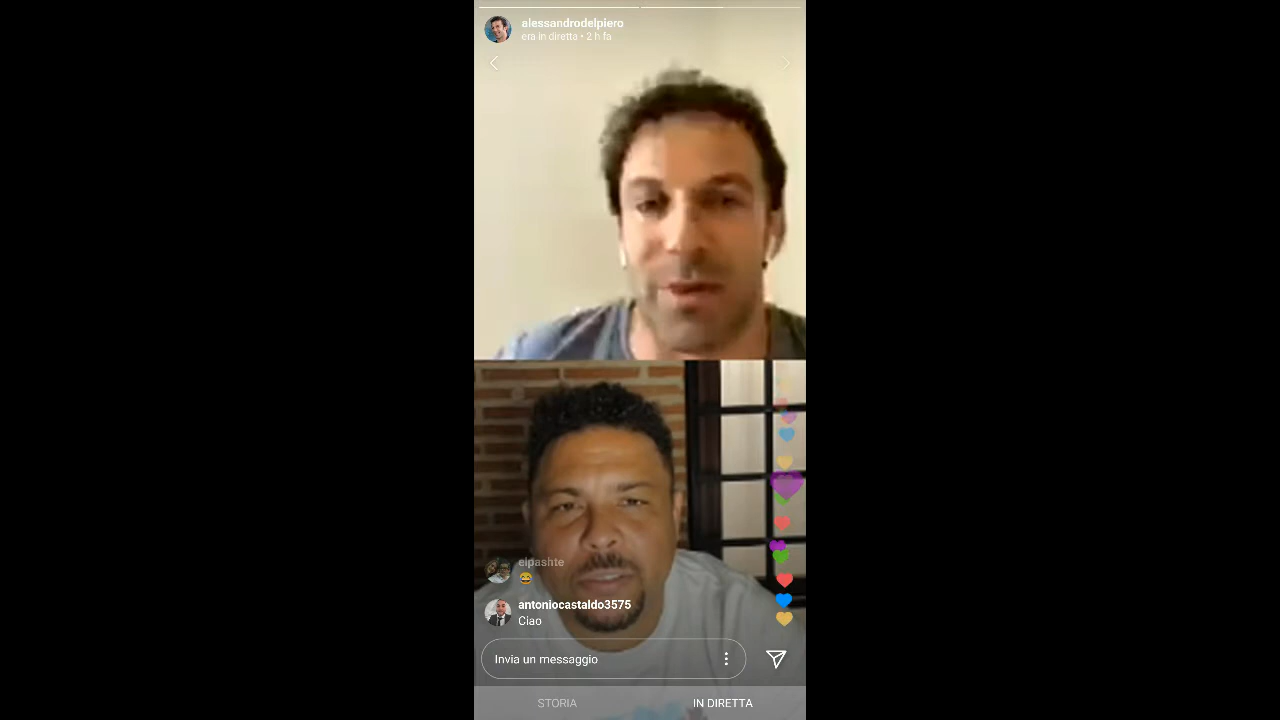 alessandrodelpiero
era in diretta • 2 h fa
elpashte
😂
antoniocastaldo3575
Ciao
Invia un messaggio
STORIA
IN DIRETTA